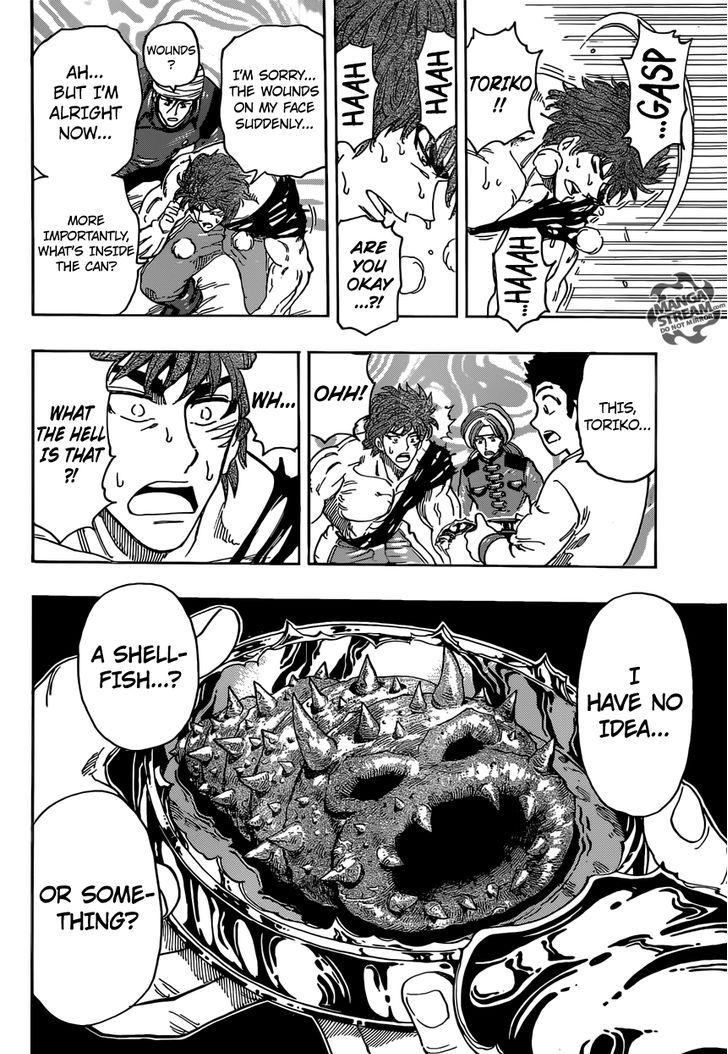 ...GASP
TORIKO
!!
...HAAAH
HAAH
HAAH
ARE
YOU
OKAY
...?!
I'M SORRY...
THE WOUNDS
ON MY FACE
SUDDENLY...
WOUNDS
?
AH...
BUT I'M
ALRIGHT
NOW...
MORE
IMPORTANTLY,
WHAT'S INSIDE
THE CAN?
MANGA
STREAM.COM
DO NOT MIRROR
THIS,
TORIKO...
OHH!
WH...
WHAT
THE HELL
IS THAT
?!
I
HAVE NO
IDEA...
A SHELL-
FISH...?
OR SOME-
THING?